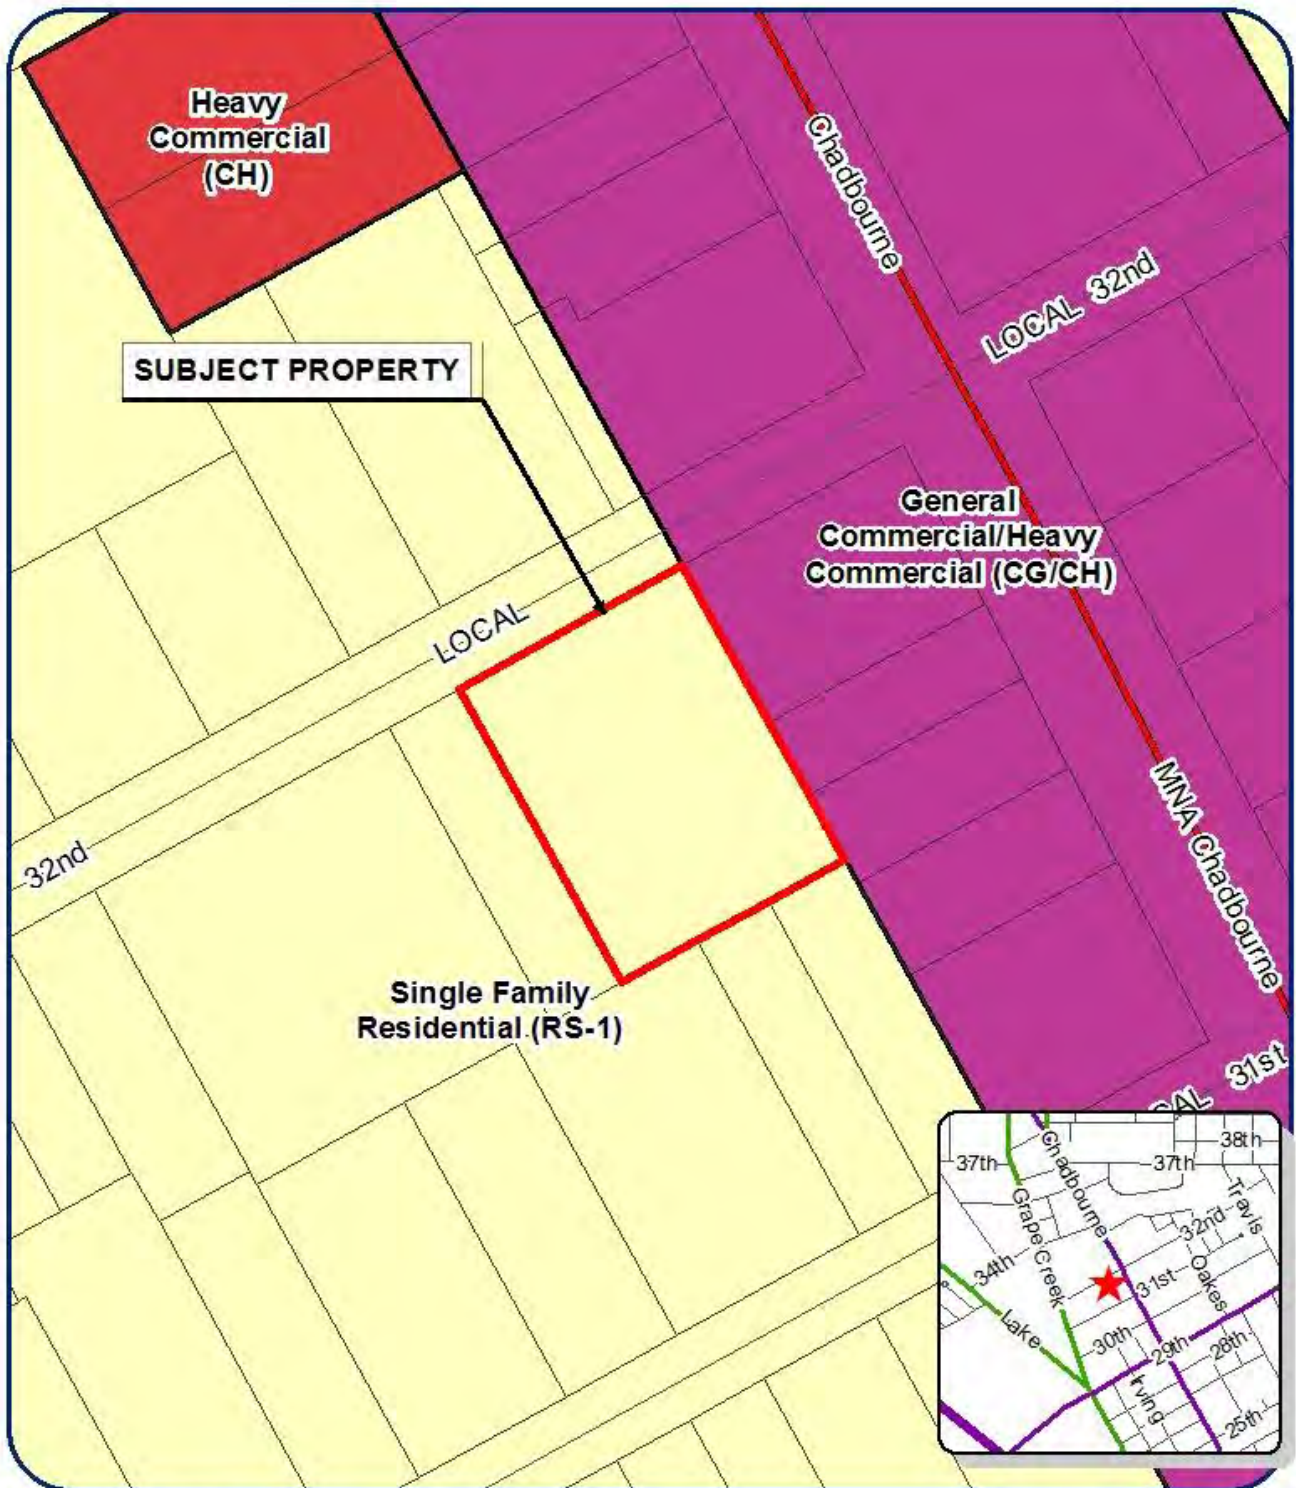 Heavy
Commercial
(CH)
Chadbourne
LOCAL 32nd
SUBJECT PROPERTY
General
Commercial/Heavy
Commercial (CG/CH)
LOCAL
32nd
MNA Chadbourne
Single Family
Residential (RS-1)
31st
38th
37th
37th
Chadbourne
Travis
Grape Creek
32nd
34th
Oakes
31st
Lake
30th
29th
28th
Irving
25th